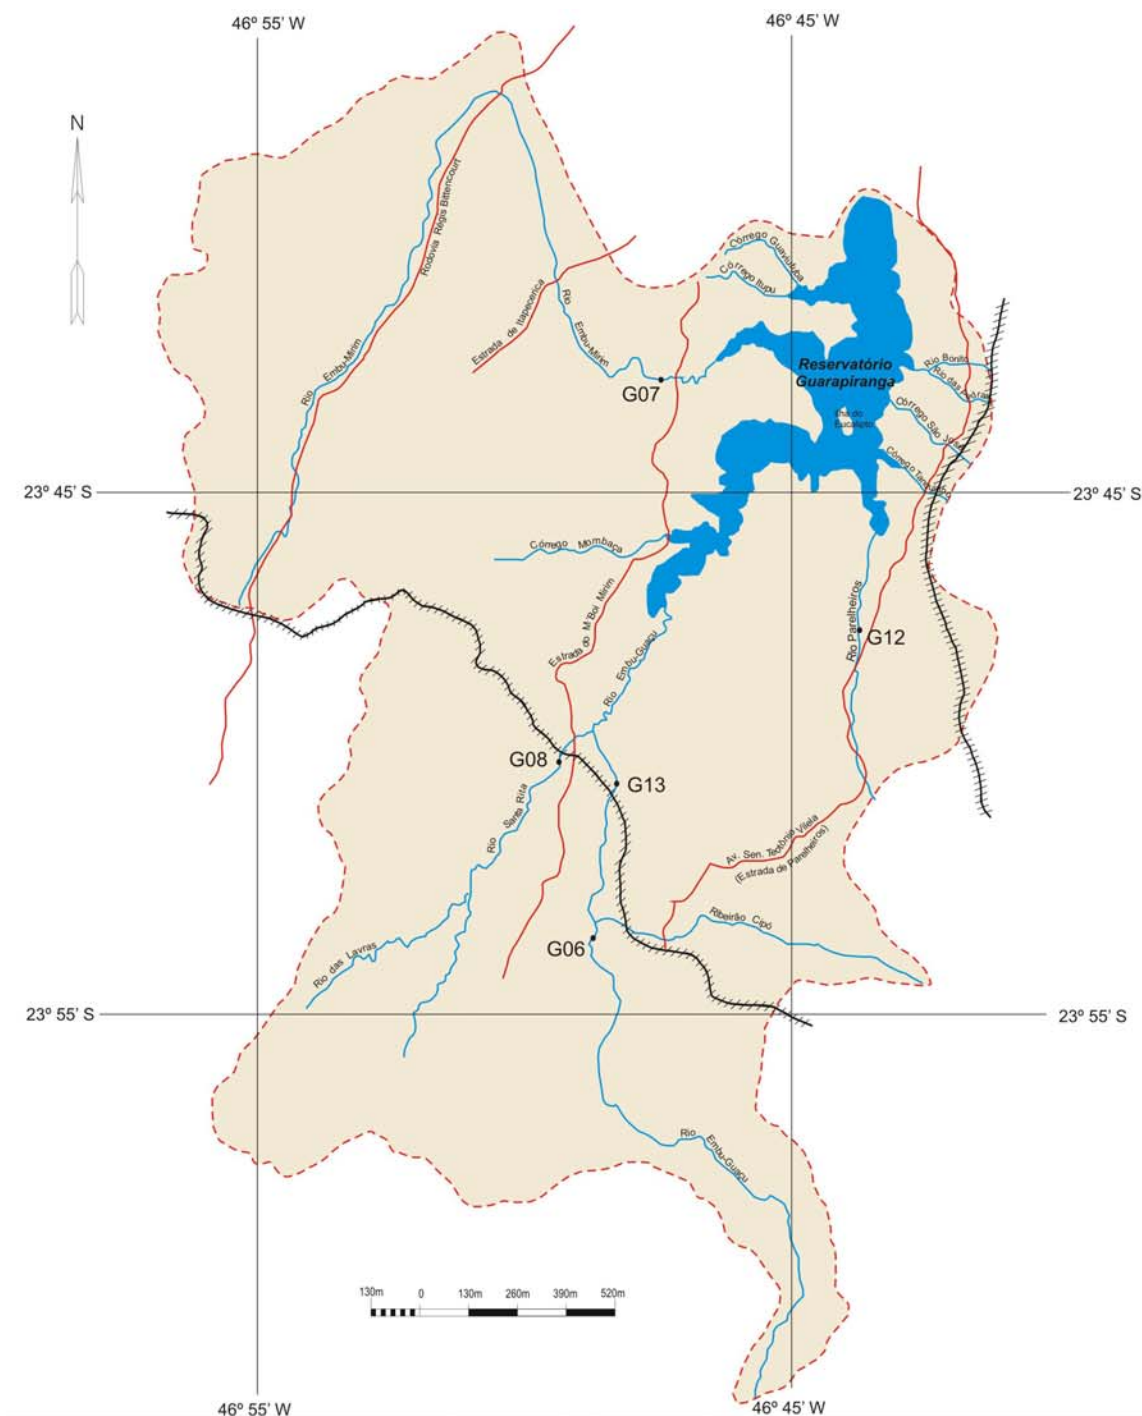 46º 55’ W
46º 45’ W
N
Rodovia Régis Bittencourt
Córrego Guavirutuba
Córrego Itupu
Estrada de Itapecerica
Rio
Embu-Mirim
Rio
Embu-Mirim
Reservatório
Guarapiranga
Rio Bonito
Rio das Pedras
G07
Ilha do
Eucalipto
Córrego São José
23º 45’ S
23º 45’ S
Córrego Mombaça
Estrada do M´Boi Mirim
Rio Parelheiros
G12
Rio Embu-Guaçu
G08
G13
Rio Santa Rita
Av. Sen. Teotônio Vilela
(Estrada de Parelheiros)
Ribeirão Cipó
G06
Rio das Lavras
23º 55’ S
23º 55’ S
Rio
Embu-Guaçu
130m 0 130m 260m 390m 520m
46º 55’ W
46º 45’ W